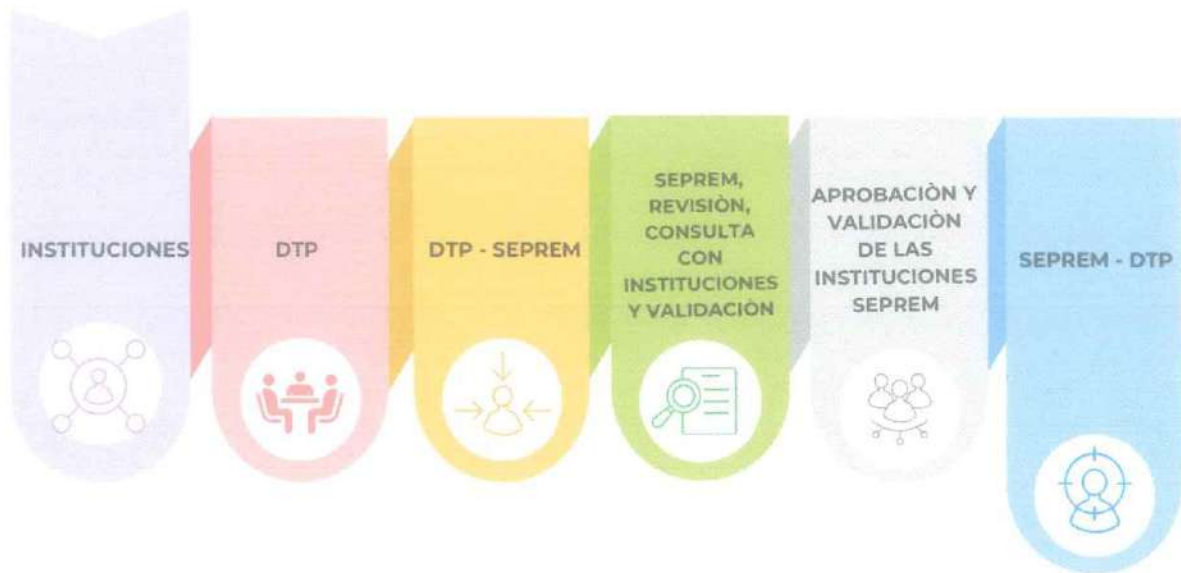 INSTITUCIONES
DTP
DTP - SEPREM
SEPREM,
REVISIÒN,
CONSULTA
CON
INSTITUCIONES
Y VALIDACIÒN
APROBACIÒN Y
VALIDACIÒN
DE LAS
INSTITUCIONES
SEPREM
SEPREM - DTP